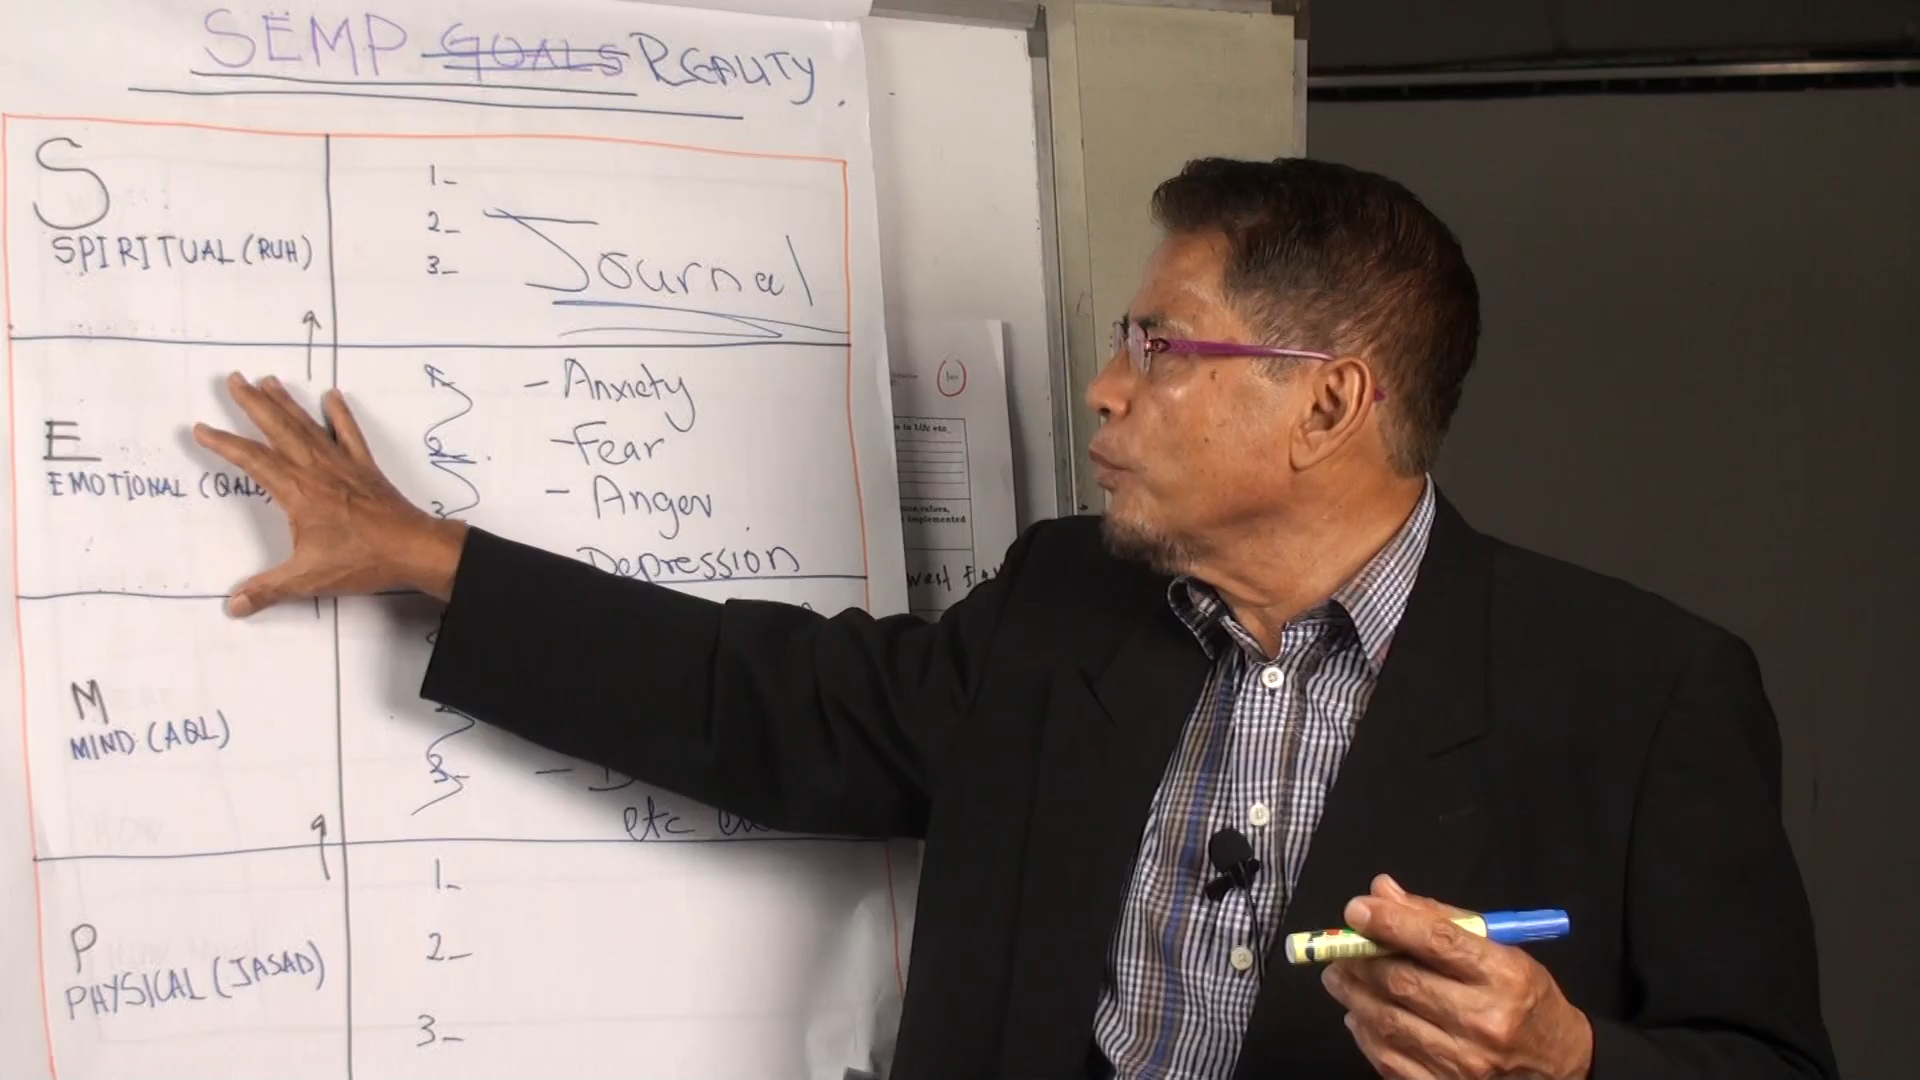 SEMP GOALS REALITY.
S
SPIRITUAL (RUH)
1-
2-
3-
Journal
E
EMOTIONAL (QALB)
1-
2-
3-
- Anxiety
- Fear
- Anger
Depression
M
MIND (AQL)
3-
etc
P
PHYSICAL (JASAD)
1-
2-
3-